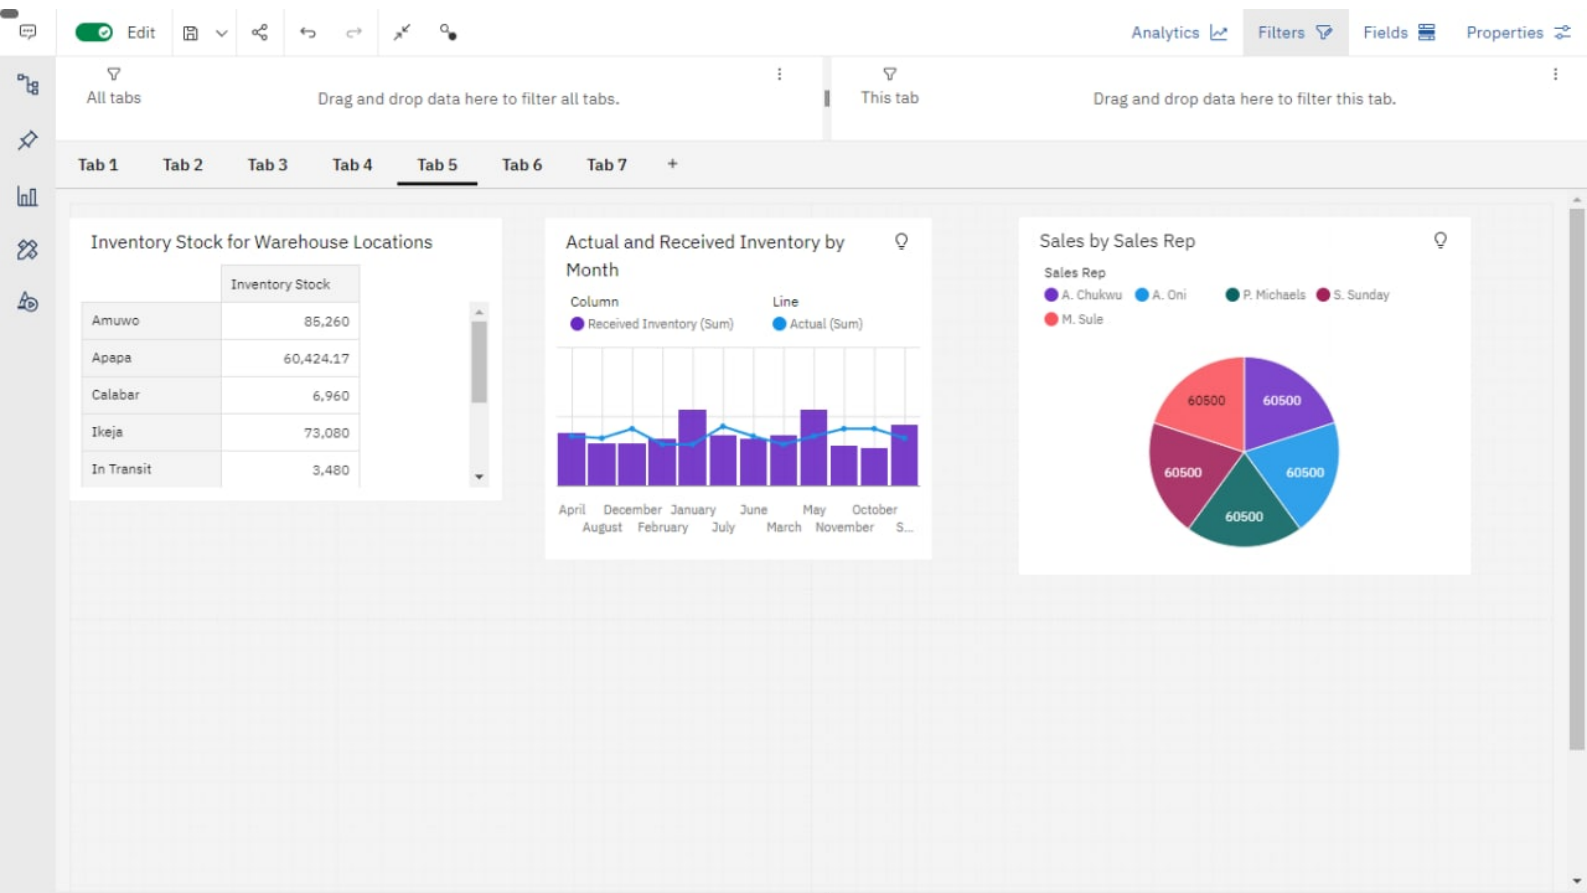 Edit
Analytics
Filters
Fields
Properties
All tabs
Drag and drop data here to filter all tabs.
This tab
Drag and drop data here to filter this tab.
Tab 1 Tab 2 Tab 3 Tab 4 Tab 5 Tab 6 Tab 7 +
Inventory Stock for Warehouse Locations
Inventory Stock
Amuwo 85,260
Apapa 60,424.17
Calabar 6,960
Ikeja 73,080
In Transit 3,480
Actual and Received Inventory by
Month
Column Line
Received Inventory (Sum) Actual (Sum)
April December January June May October
August February July March November S...
Sales by Sales Rep
Sales Rep
A. Chukwu A. Oni P. Michaels S. Sunday
M. Sule
60500 60500
60500 60500
60500